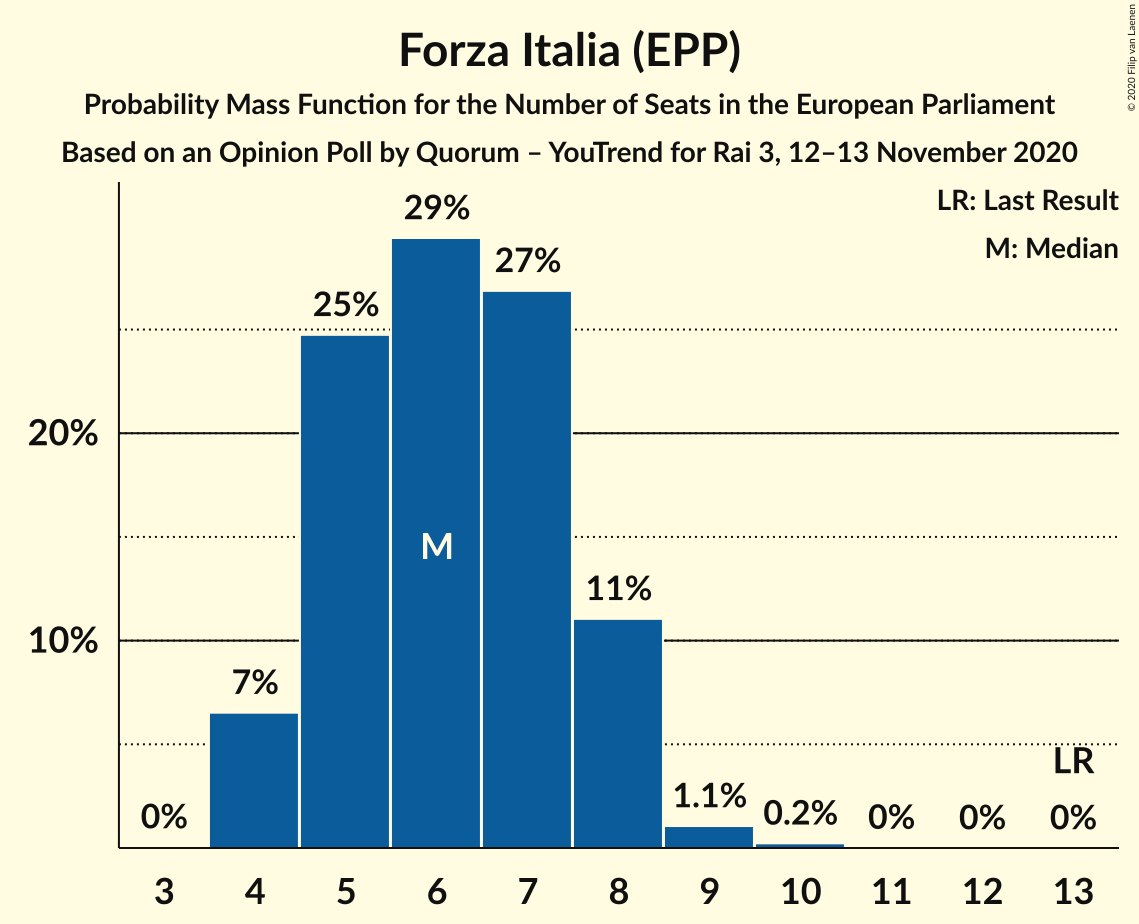 Forza Italia (EPP)
Probability Mass Function for the Number of Seats in the European Parliament
Based on an Opinion Poll by Quorum – YouTrend for Rai 3, 12–13 November 2020
© 2020 Filip van Laenen
LR: Last Result
M: Median
29%
27%
25%
20%
M
11%
10%
7%
LR
1.1%
0.2%
0%
0%
0%
0%
3 4 5 6 7 8 9 10 11 12 13